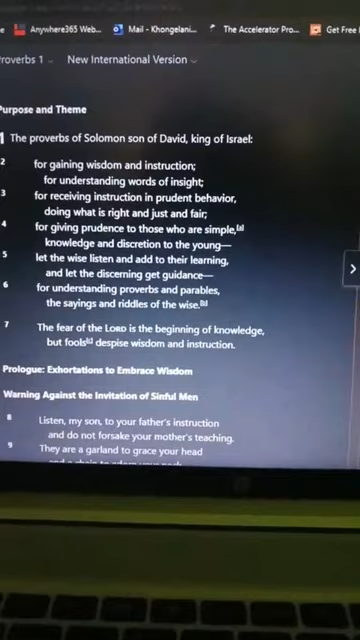 Anywhere365 Web... Mail - Khongelani... The Accelerator Pro... Get Free
roverbs 1 New International Version
Purpose and Theme
1 The proverbs of Solomon son of David, king of Israel:
2 for gaining wisdom and instruction;
for understanding words of insight;
3 for receiving instruction in prudent behavior,
doing what is right and just and fair;
4 for giving prudence to those who are simple,[a]
knowledge and discretion to the young—
5 let the wise listen and add to their learning,
and let the discerning get guidance—
6 for understanding proverbs and parables,
the sayings and riddles of the wise.[b]
7 The fear of the LORD is the beginning of knowledge,
but fools[c] despise wisdom and instruction.
Prologue: Exhortations to Embrace Wisdom
Warning Against the Invitation of Sinful Men
8 Listen, my son, to your father's instruction
and do not forsake your mother's teaching.
9 They are a garland to grace your head